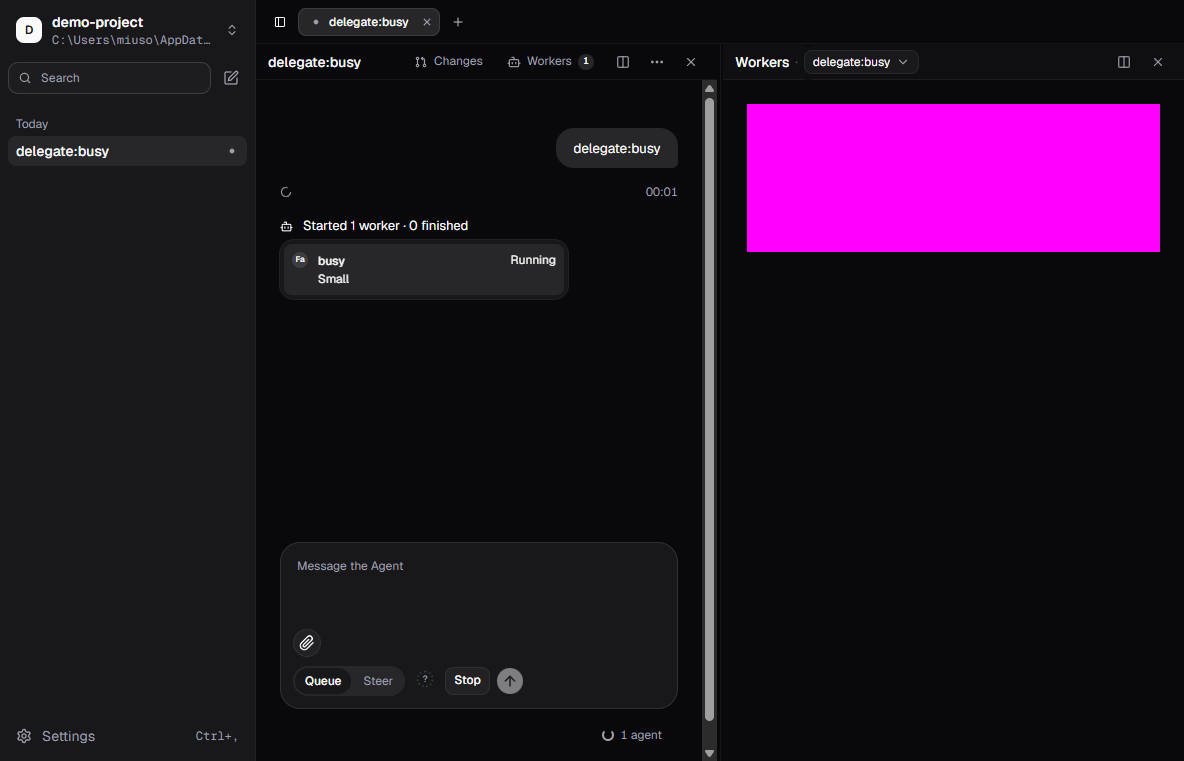 D
demo-project
C:\Users\miuso\AppDat…
Search
Today
delegate:busy
Settings
Ctrl+,
delegate:busy
delegate:busy
Changes
Workers
1
delegate:busy
00:01
Started 1 worker · 0 finished
Fa
busy
Running
Small
Message the Agent
Queue
Steer
?
Stop
1 agent
Workers · delegate:busy